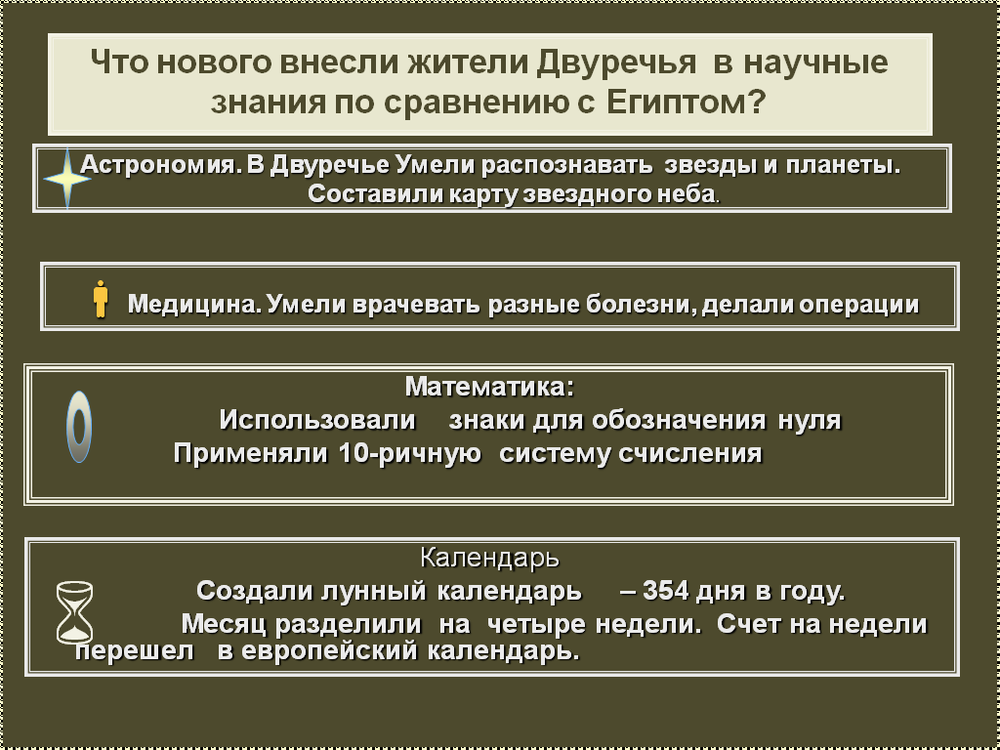 Что нового внесли жители Двуречья в научные
знания по сравнению с Египтом?
Астрономия. В Двуречье Умели распознавать звезды и планеты.
Составили карту звездного неба.
Медицина. Умели врачевать разные болезни, делали операции
Математика:
Использовали знаки для обозначения нуля
Применяли 10-ричную систему счисления
Календарь
Создали лунный календарь – 354 дня в году.
Месяц разделили на четыре недели. Счет на недели
перешел в европейский календарь.